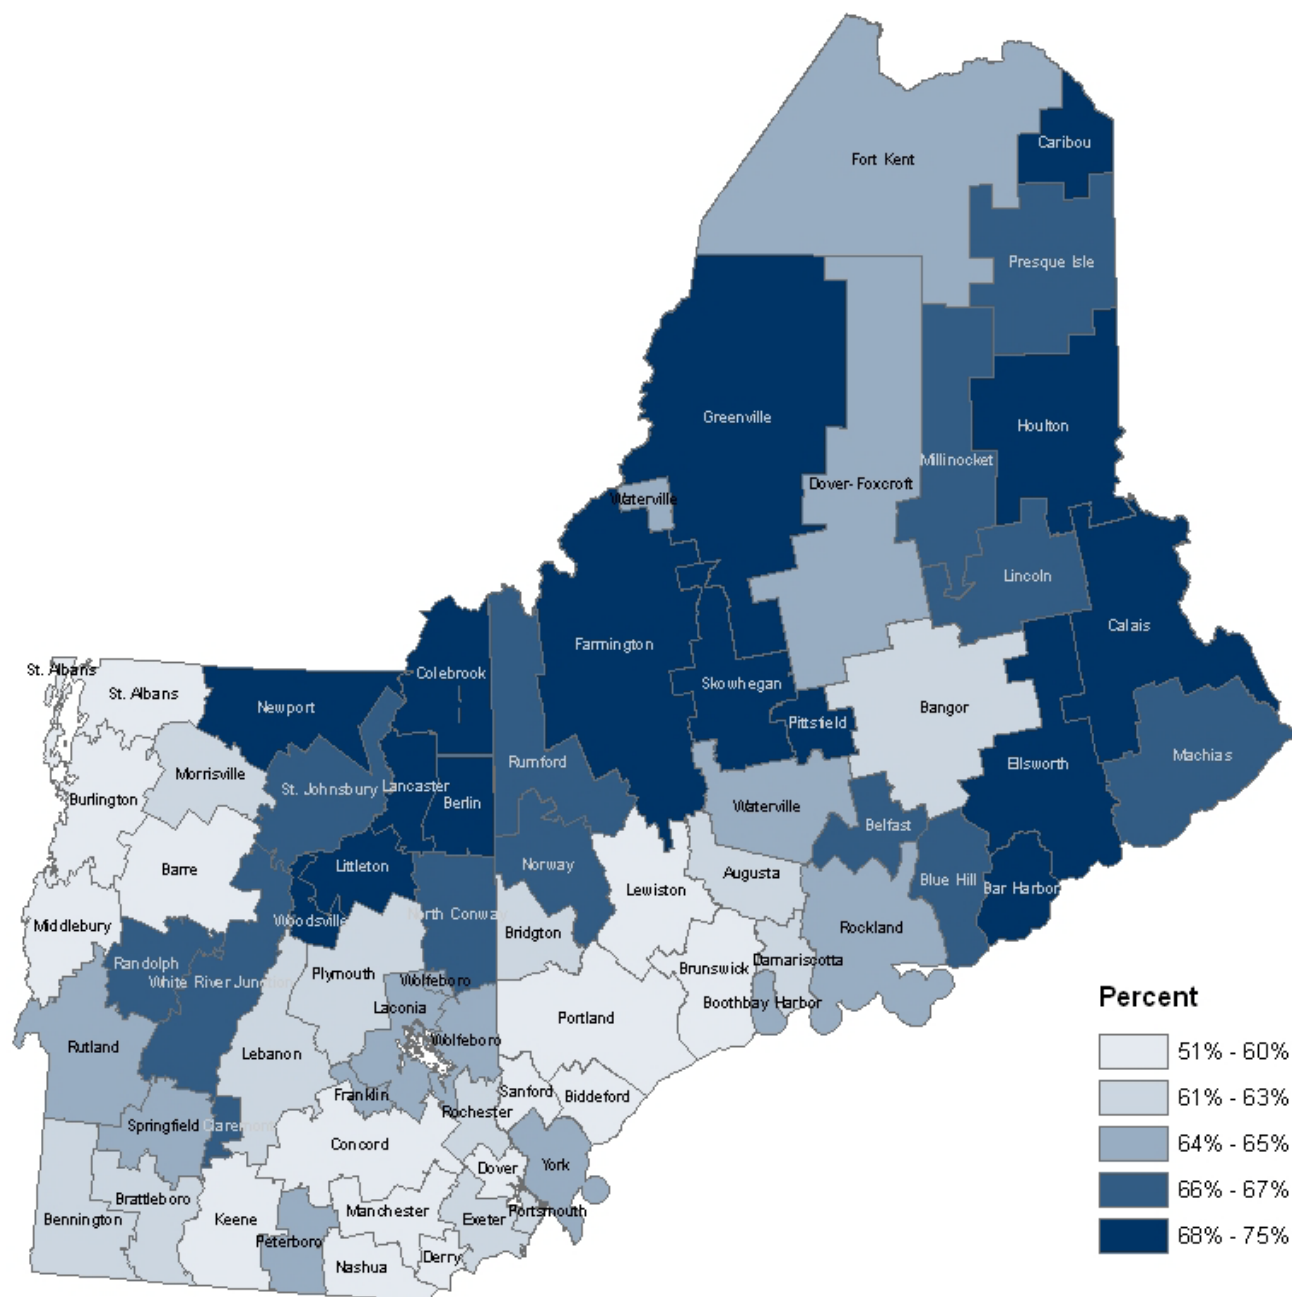 Fort Kent
Caribou
Presque Isle
Greenville
Houlton
Millinocket
Dover-Foxcroft
Waterville
Lincoln
Calais
Farmington
Colebrook
Skowhegan
St. Albans
St. Albans
Newport
Bangor
Pittsfield
Machias
Rumford
Ellsworth
Morrisville
St. Johnsbury
Lancaster
Burlington
Berlin
Waterville
Belfast
Barre
Littleton
Norway
Augusta
Blue Hill
Lewiston
Bar Harbor
Middlebury
Woodsville
North Conway
Bridgton
Rockland
Randolph
White River Junction
Plymouth
Wolfeboro
Brunswick
Damariscotta
Laconia
Boothbay Harbor
Percent
Portland
Rutland
Lebanon
Wolfeboro
51% - 60%
Franklin
Sanford
Biddeford
61% - 63%
Rochester
Springfield
Claremont
Concord
64% - 65%
Dover
York
Brattleboro
66% - 67%
Bennington
Keene
Manchester
Exeter
Portsmouth
68% - 75%
Peterboro
Derry
Nashua